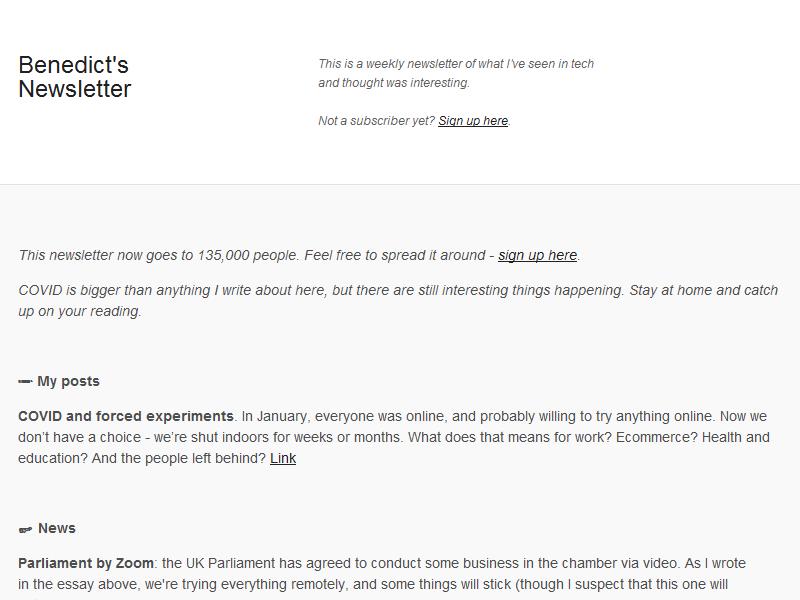 Benedict's
Newsletter
This is a weekly newsletter of what I've seen in tech
and thought was interesting.
Not a subscriber yet? Sign up here.
This newsletter now goes to 135,000 people. Feel free to spread it around - sign up here.
COVID is bigger than anything I write about here, but there are still interesting things happening. Stay at home and catch
up on your reading.
My posts
COVID and forced experiments. In January, everyone was online, and probably willing to try anything online. Now we
don’t have a choice - we’re shut indoors for weeks or months. What does that means for work? Ecommerce? Health and
education? And the people left behind? Link
News
Parliament by Zoom: the UK Parliament has agreed to conduct some business in the chamber via video. As I wrote
in the essay above, we're trying everything remotely, and some things will stick (though I suspect that this one will